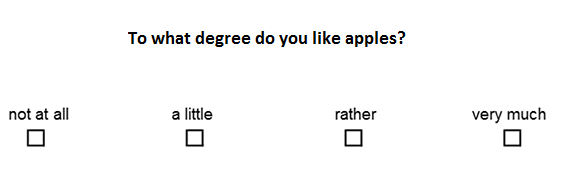 To what degree do you like apples?
not at all a little rather very much